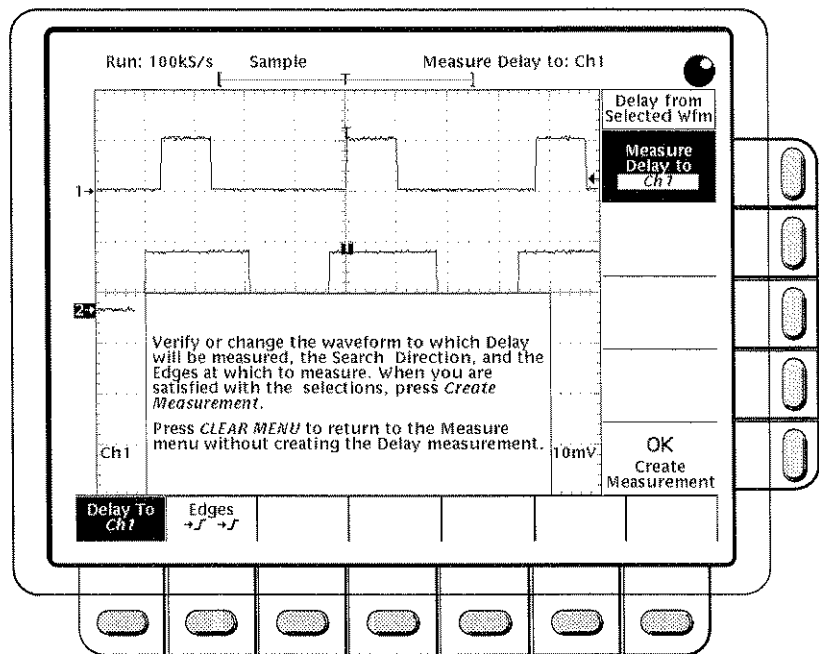 Run: 100kS/s Sample Measure Delay to: Ch1
[ T ]
Delay from
Selected Wfm
Measure
Delay to
Ch1
T
1→
T
2→
Verify or change the waveform to which Delay
will be measured, the Search Direction, and the
Edges at which to measure. When you are
satisfied with the selections, press Create
Measurement.
Press CLEAR MENU to return to the Measure
menu without creating the Delay measurement.
Ch1 10mV
OK
Create
Measurement
Delay To
Ch1
Edges